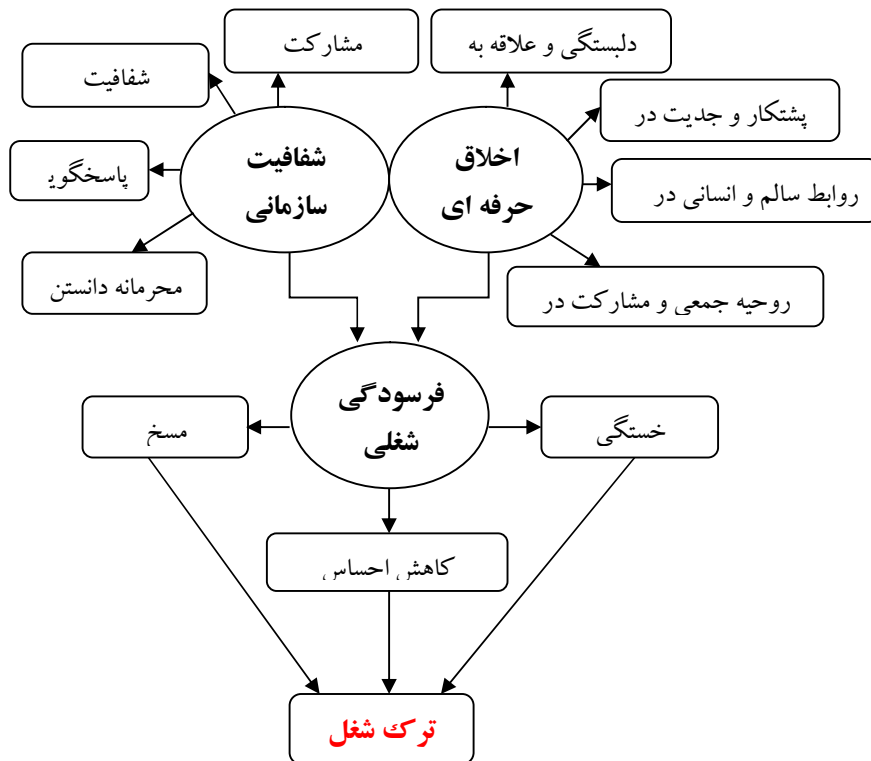 دلبستگی و علاقه به
مشارکت
شفافیت
پشتکار و جدیت در
اخلاق
حرفه ای
شفافیت
سازمانی
پاسخگوی
روابط سالم و انسانی در
محرمانه دانستن
روحیه جمعی و مشارکت در
فرسودگی
شغلی
خستگی
مسخ
کاهش احساس
ترک شغل